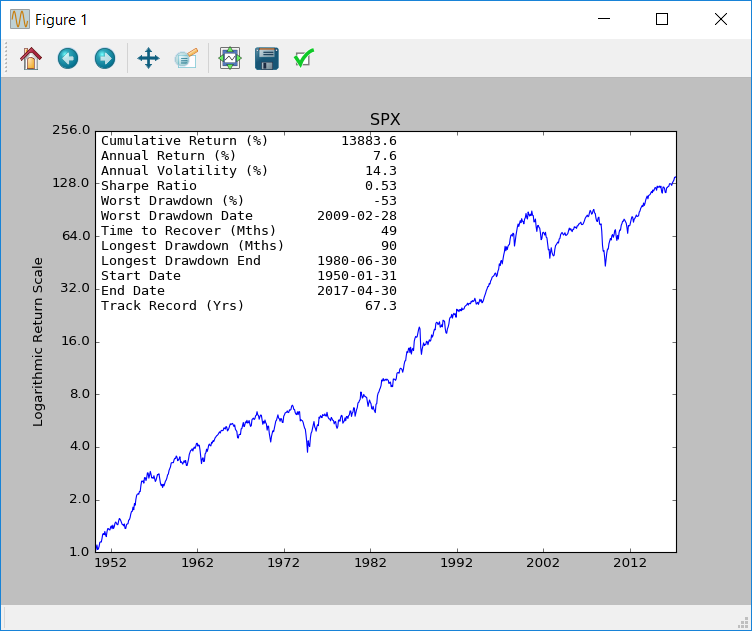 Figure 1
SPX
256.0
128.0
64.0
32.0
16.0
8.0
4.0
2.0
1.0
Logarithmic Return Scale
Cumulative Return (%) 13883.6
Annual Return (%) 7.6
Annual Volatility (%) 14.3
Sharpe Ratio 0.53
Worst Drawdown (%) -53
Worst Drawdown Date 2009-02-28
Time to Recover (Mths) 49
Longest Drawdown (Mths) 90
Longest Drawdown End 1980-06-30
Start Date 1950-01-31
End Date 2017-04-30
Track Record (Yrs) 67.3
1952 1962 1972 1982 1992 2002 2012